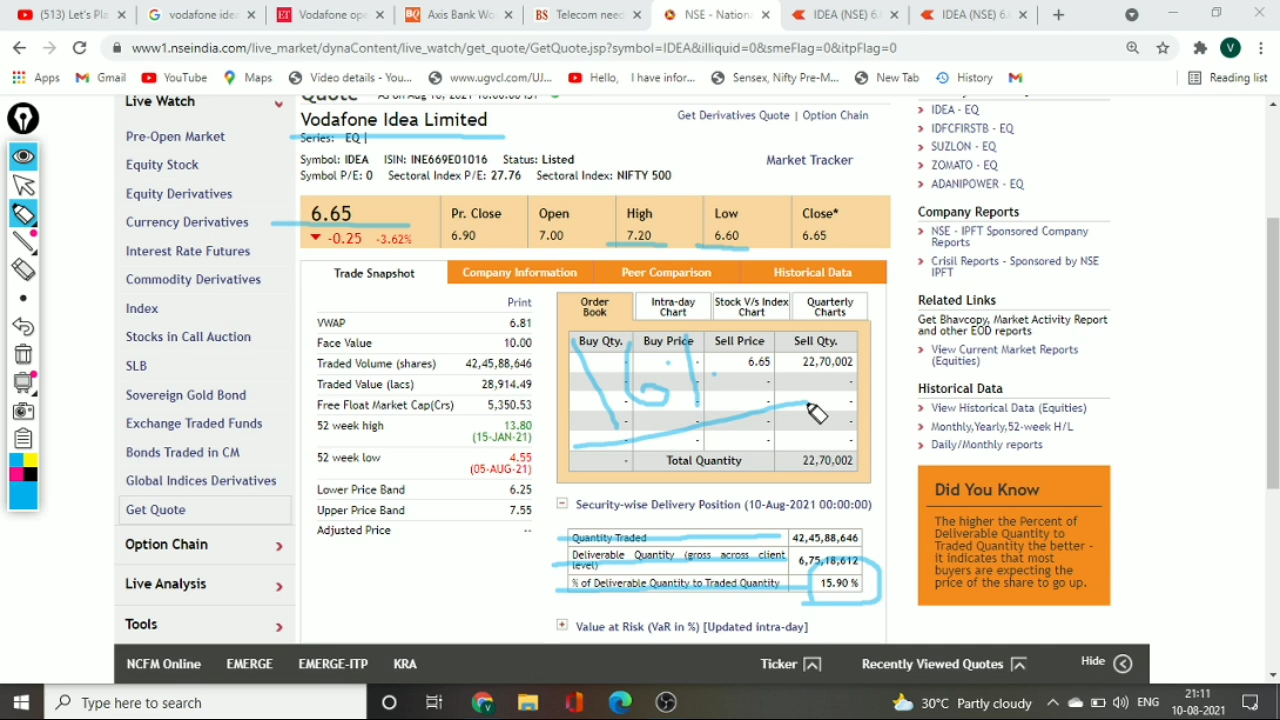 (513) Let's Pla
vodafone idea
Vodafone ope
Axis Bank Wo
Telecom need
NSE - Nationa
IDEA (NSE) 6.
IDEA (NSE) 6.
www1.nseindia.com/live_market/dynaContent/live_watch/get_quote/GetQuote.jsp?symbol=IDEA&illiquid=0&smeFlag=0&itpFlag=0
Apps Gmail YouTube Maps Video details - You... www.ugvcl.com/UJ... Hello, I have infor... Sensex, Nifty Pre-M... New Tab History Reading list
Live Watch
Pre-Open Market
Equity Stock
Equity Derivatives
Currency Derivatives
Interest Rate Futures
Commodity Derivatives
Index
Stocks in Call Auction
SLB
Sovereign Gold Bond
Exchange Traded Funds
Bonds Traded in CM
Global Indices Derivatives
Get Quote
Option Chain
Live Analysis
Tools
Quote
Vodafone Idea Limited
Get Derivatives Quote | Option Chain
Series: EQ |
Symbol: IDEA ISIN: INE669E01016 Status: Listed
Market Tracker
Symbol P/E: 0 Sectoral Index P/E: 27.76 Sectoral Index: NIFTY 500
6.65 Pr. Close Open High Low Close*
-0.25 -3.62% 6.90 7.00 7.20 6.60 6.65
Trade Snapshot Company Information Peer Comparison Historical Data
Print
VWAP 6.81
Face Value 10.00
Traded Volume (shares) 42,45,88,646
Traded Value (lacs) 28,914.49
Free Float Market Cap(Crs) 5,350.53
52 week high 13.80
(15-JAN-21)
52 week low 4.55
(05-AUG-21)
Lower Price Band 6.25
Upper Price Band 7.55
Adjusted Price --
Order Book Intra-day Chart Stock V/s Index Chart Quarterly Charts
Buy Qty. Buy Price Sell Price Sell Qty.
- - 6.65 22,70,002
- - - -
- - - -
- - - -
- - - -
- Total Quantity 22,70,002
Security-wise Delivery Position (10-Aug-2021 00:00:00)
Quantity Traded 42,45,88,646
Deliverable Quantity (gross across client level) 6,75,18,612
% of Deliverable Quantity to Traded Quantity 15.90 %
Value at Risk (VaR in %) [Updated intra-day]
IDEA - EQ
IDFCFIRSTB - EQ
SUZLON - EQ
ZOMATO - EQ
ADANIPOWER - EQ
Company Reports
NSE - IPFT Sponsored Company
Reports
Crisil Reports - Sponsored by NSE
IPFT
Related Links
Get Bhavcopy, Market Activity Report
and other EOD reports
View Current Market Reports
(Equities)
Historical Data
View Historical Data (Equities)
Monthly,Yearly,52-week H/L
Daily/Monthly reports
Did You Know
The higher the Percent of
Deliverable Quantity to
Traded Quantity the better -
it indicates that most
buyers are expecting the
price of the share to go up.
NCFM Online EMERGE EMERGE-ITP KRA Ticker Recently Viewed Quotes Hide
Type here to search
30°C Partly cloudy
ENG
21:11
10-08-2021